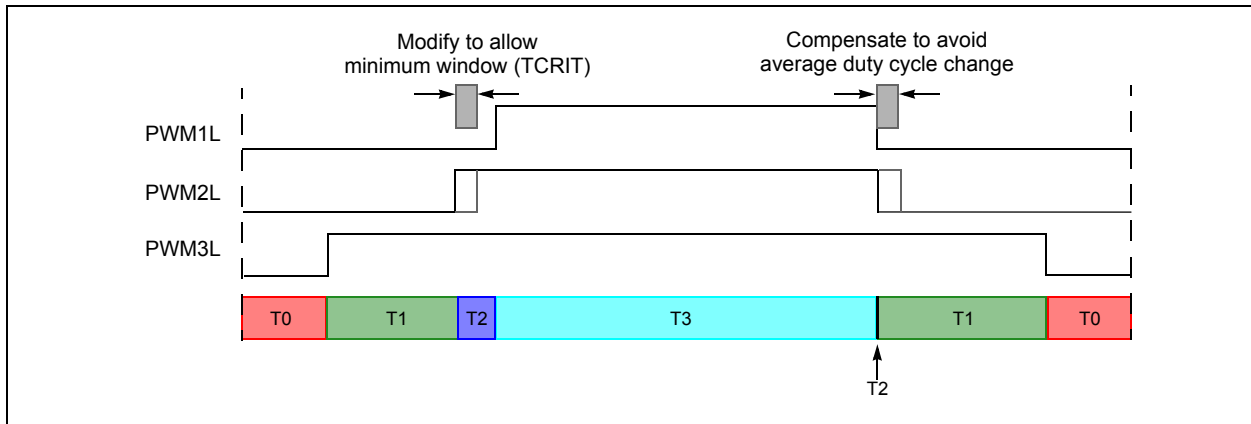 Modify to allow
minimum window (TCRIT)
Compensate to avoid
average duty cycle change
PWM1L
PWM2L
PWM3L
T0
T1
T2
T3
T1
T0
T2